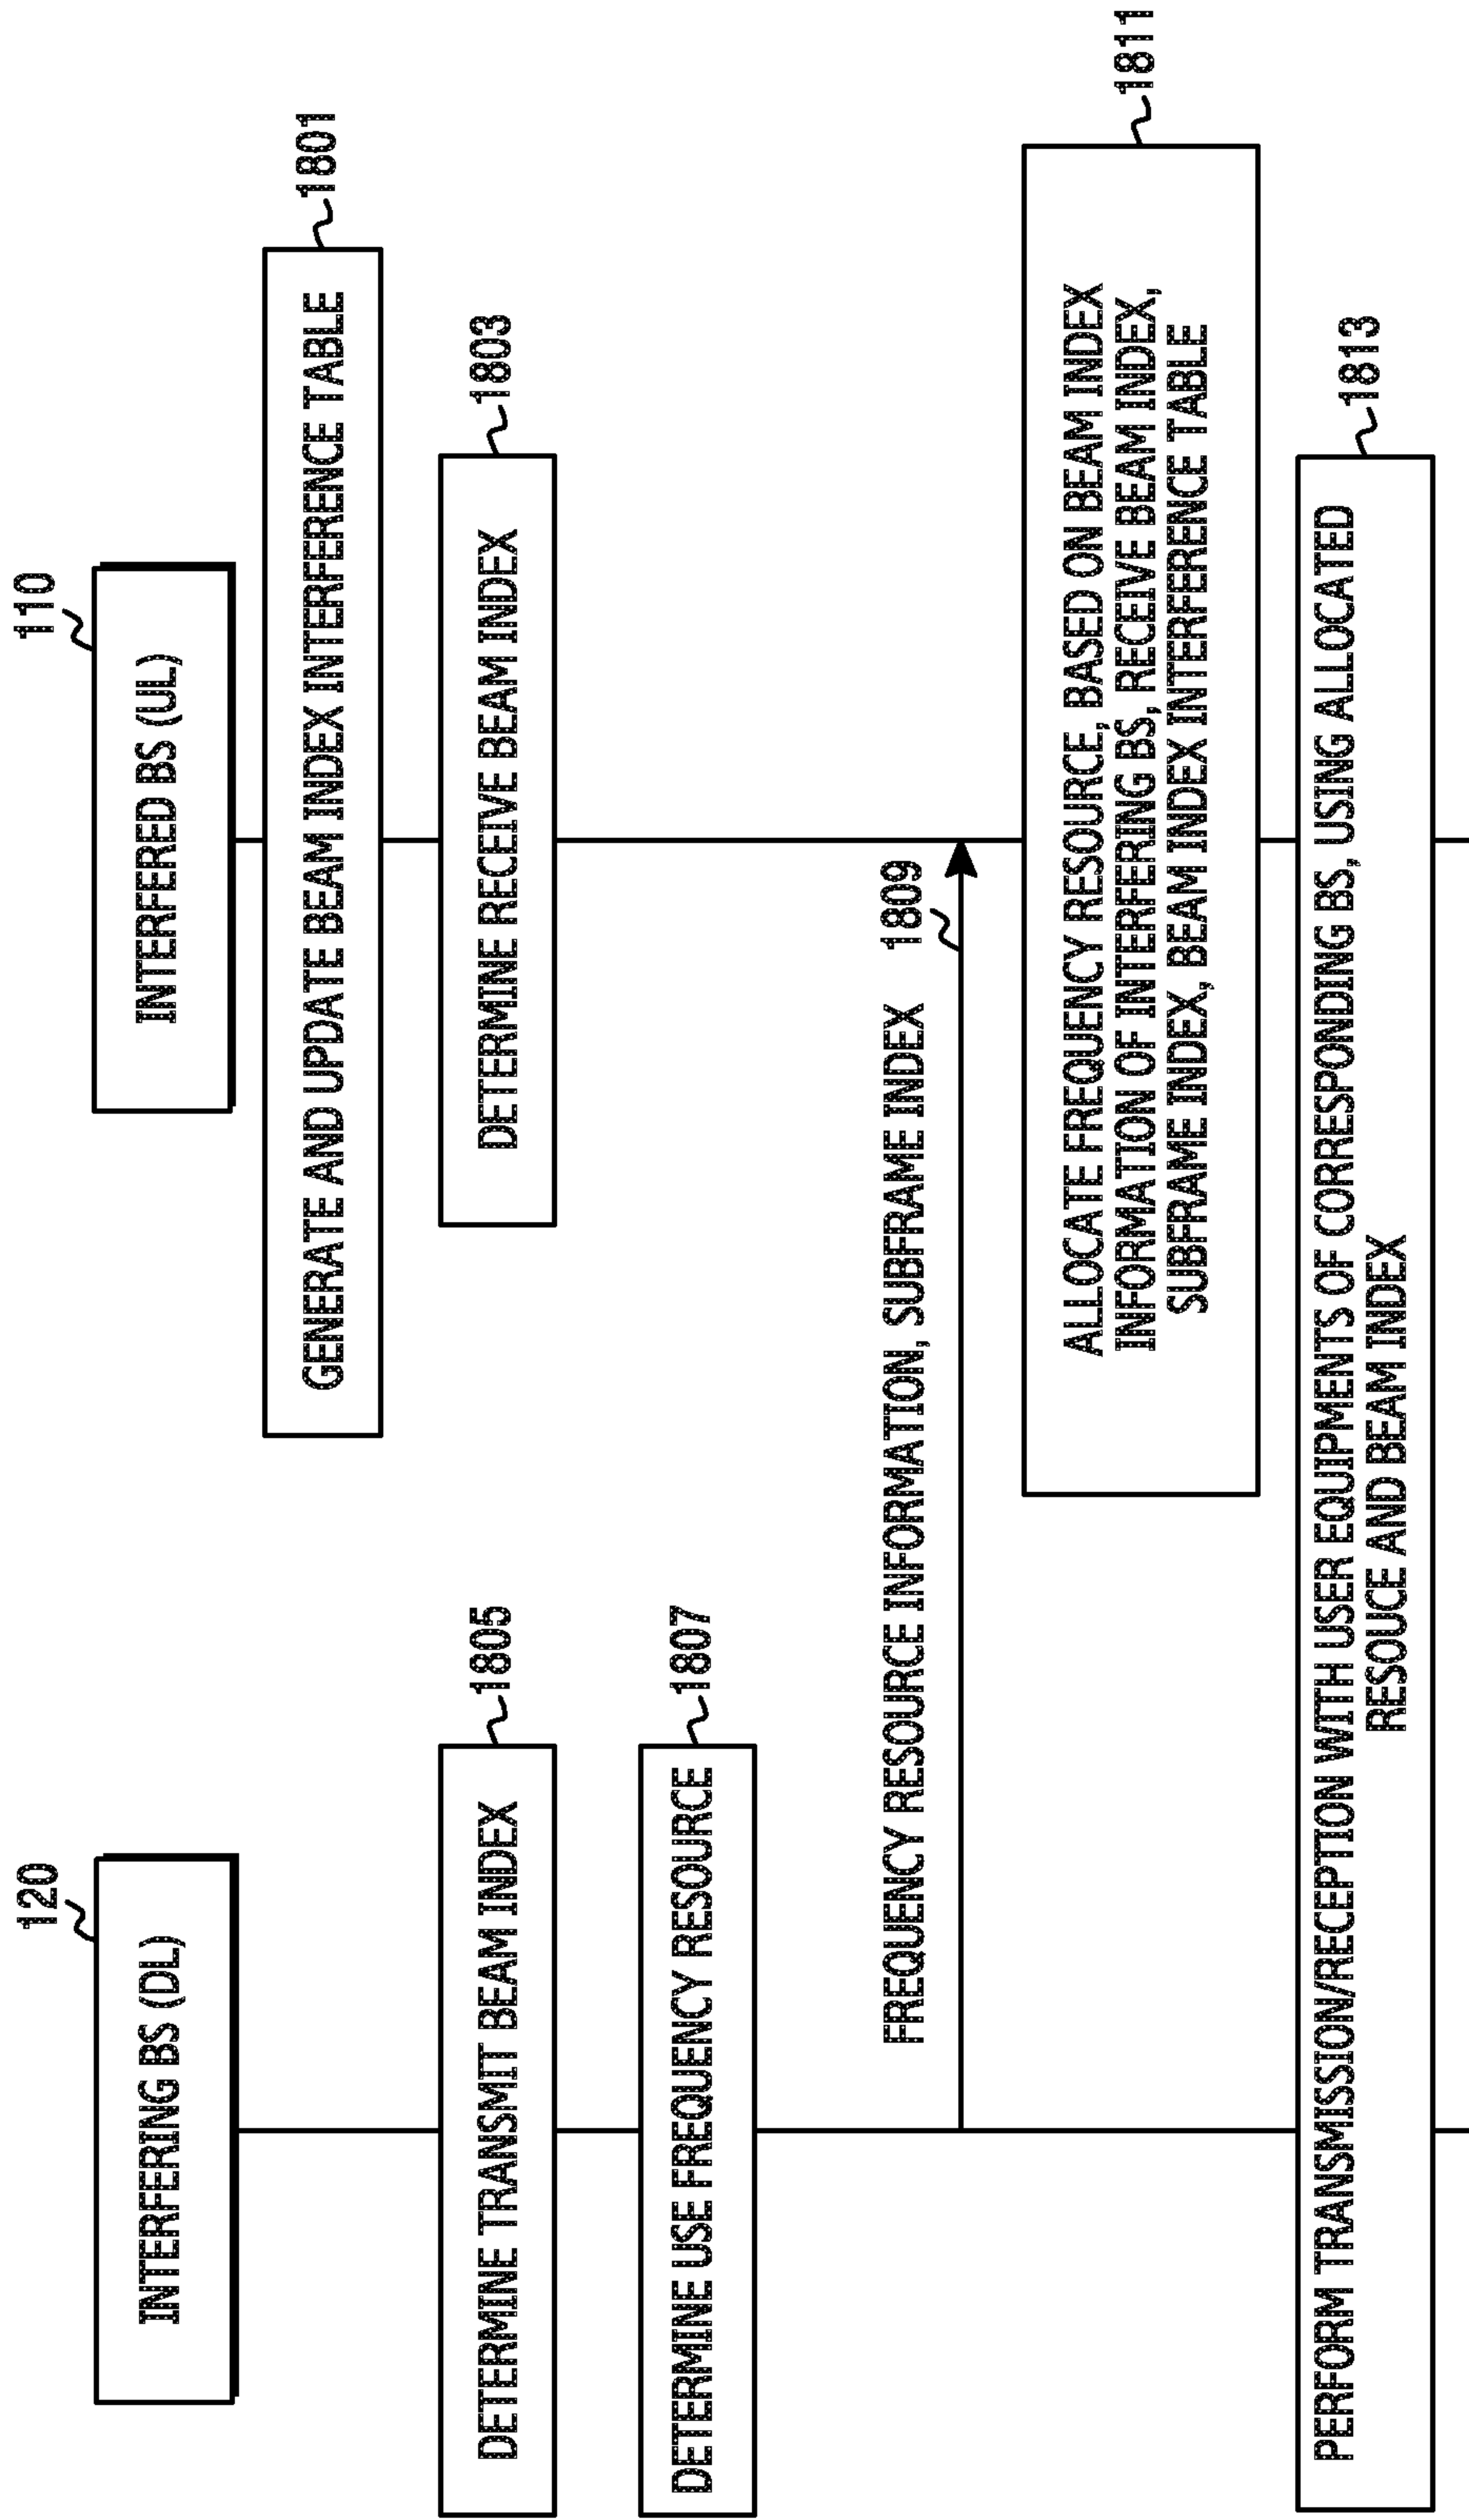 120
INTERFERING BS (DL)
110
INTERFERED BS (UL)
GENERATE AND UPDATE BEAM INDEX INTERFERENCE TABLE
1801
DETERMINE TRANSMIT BEAM INDEX
1805
DETERMINE RECEIVE BEAM INDEX
1803
DETERMINE USE FREQUENCY RESOURCE
1807
FREQUENCY RESOURCE INFORMATION, SUBFRAME INDEX
1809
ALLOCATE FREQUENCY RESOURCE, BASED ON BEAM INDEX
INFORMATION OF INTERFERING BS, RECEIVE BEAM INDEX,
SUBFRAME INDEX, BEAM INDEX INTERFERENCE TABLE
1811
PERFORM TRANSMISSION/RECEPTION WITH USER EQUIPMENTS OF CORRESPONDING BS, USING ALLOCATED
RESOUCE AND BEAM INDEX
1813